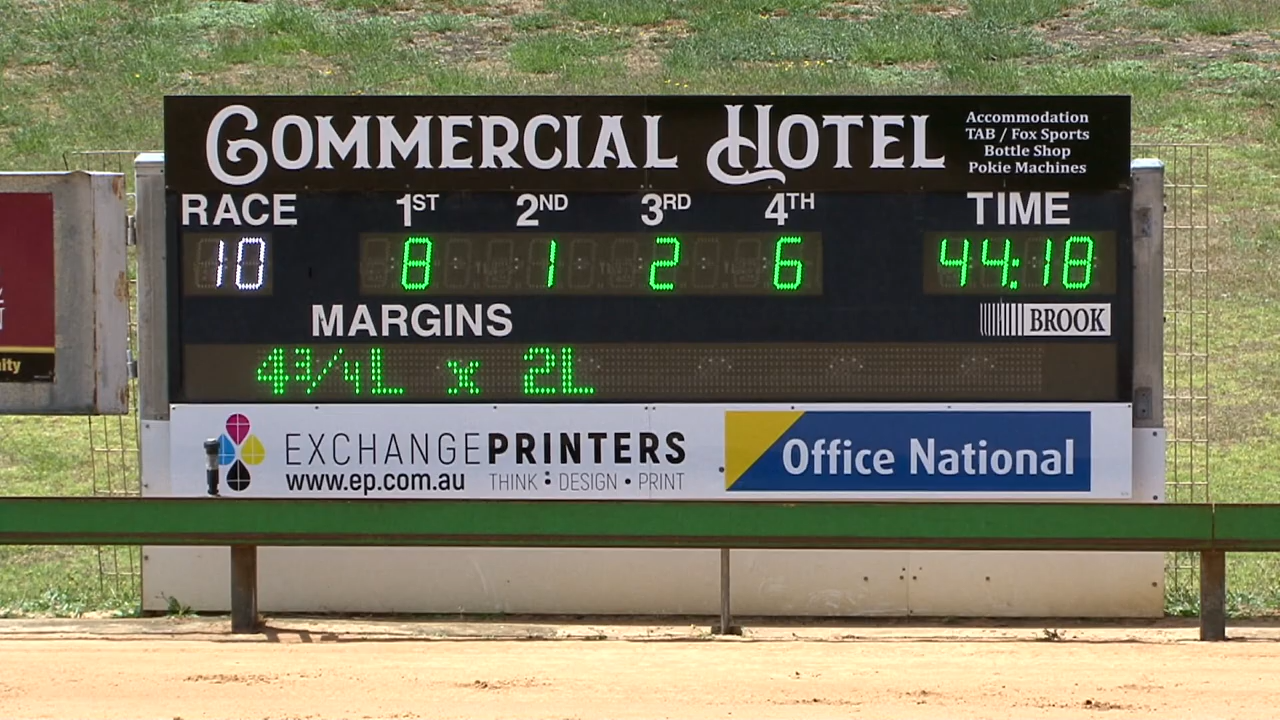 COMMERCIAL HOTEL
Accommodation
TAB / Fox Sports
Bottle Shop
Pokie Machines
RACE 1ST 2ND 3RD 4TH TIME
10 8 1 2 6 44:18
MARGINS
BROOK
4¾L x 2L
EXCHANGEPRINTERS
www.ep.com.au THINK : DESIGN • PRINT
Office National